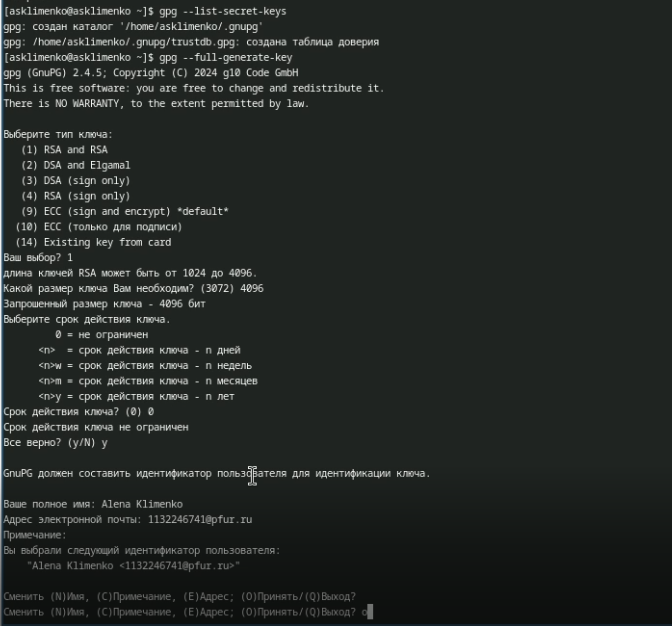 [asklimenko@asklimenko ~]$ gpg --list-secret-keys
gpg: создан каталог '/home/asklimenko/.gnupg'
gpg: /home/asklimenko/.gnupg/trustdb.gpg: создана таблица доверия
[asklimenko@asklimenko ~]$ gpg --full-generate-key
gpg (GnuPG) 2.4.5; Copyright (C) 2024 g10 Code GmbH
This is free software: you are free to change and redistribute it.
There is NO WARRANTY, to the extent permitted by law.
Выберите тип ключа:
(1) RSA and RSA
(2) DSA and Elgamal
(3) DSA (sign only)
(4) RSA (sign only)
(9) ECC (sign and encrypt) *default*
(10) ECC (только для подписи)
(14) Existing key from card
Ваш выбор? 1
длина ключей RSA может быть от 1024 до 4096.
Какой размер ключа Вам необходим? (3072) 4096
Запрошенный размер ключа - 4096 бит
Выберите срок действия ключа.
0 = не ограничен
<n> = срок действия ключа - n дней
<n>w = срок действия ключа - n недель
<n>m = срок действия ключа - n месяцев
<n>y = срок действия ключа - n лет
Срок действия ключа? (0) 0
Срок действия ключа не ограничен
Все верно? (y/N) y
GnuPG должен составить идентификатор пользователя для идентификации ключа.
Ваше полное имя: Alena Klimenko
Адрес электронной почты: 1132246741@pfur.ru
Примечание:
Вы выбрали следующий идентификатор пользователя:
"Alena Klimenko <1132246741@pfur.ru>"
Сменить (N)Имя, (C)Примечание, (E)Адрес; (O)Принять/(Q)Выход?
Сменить (N)Имя, (C)Примечание, (E)Адрес; (O)Принять/(Q)Выход? o